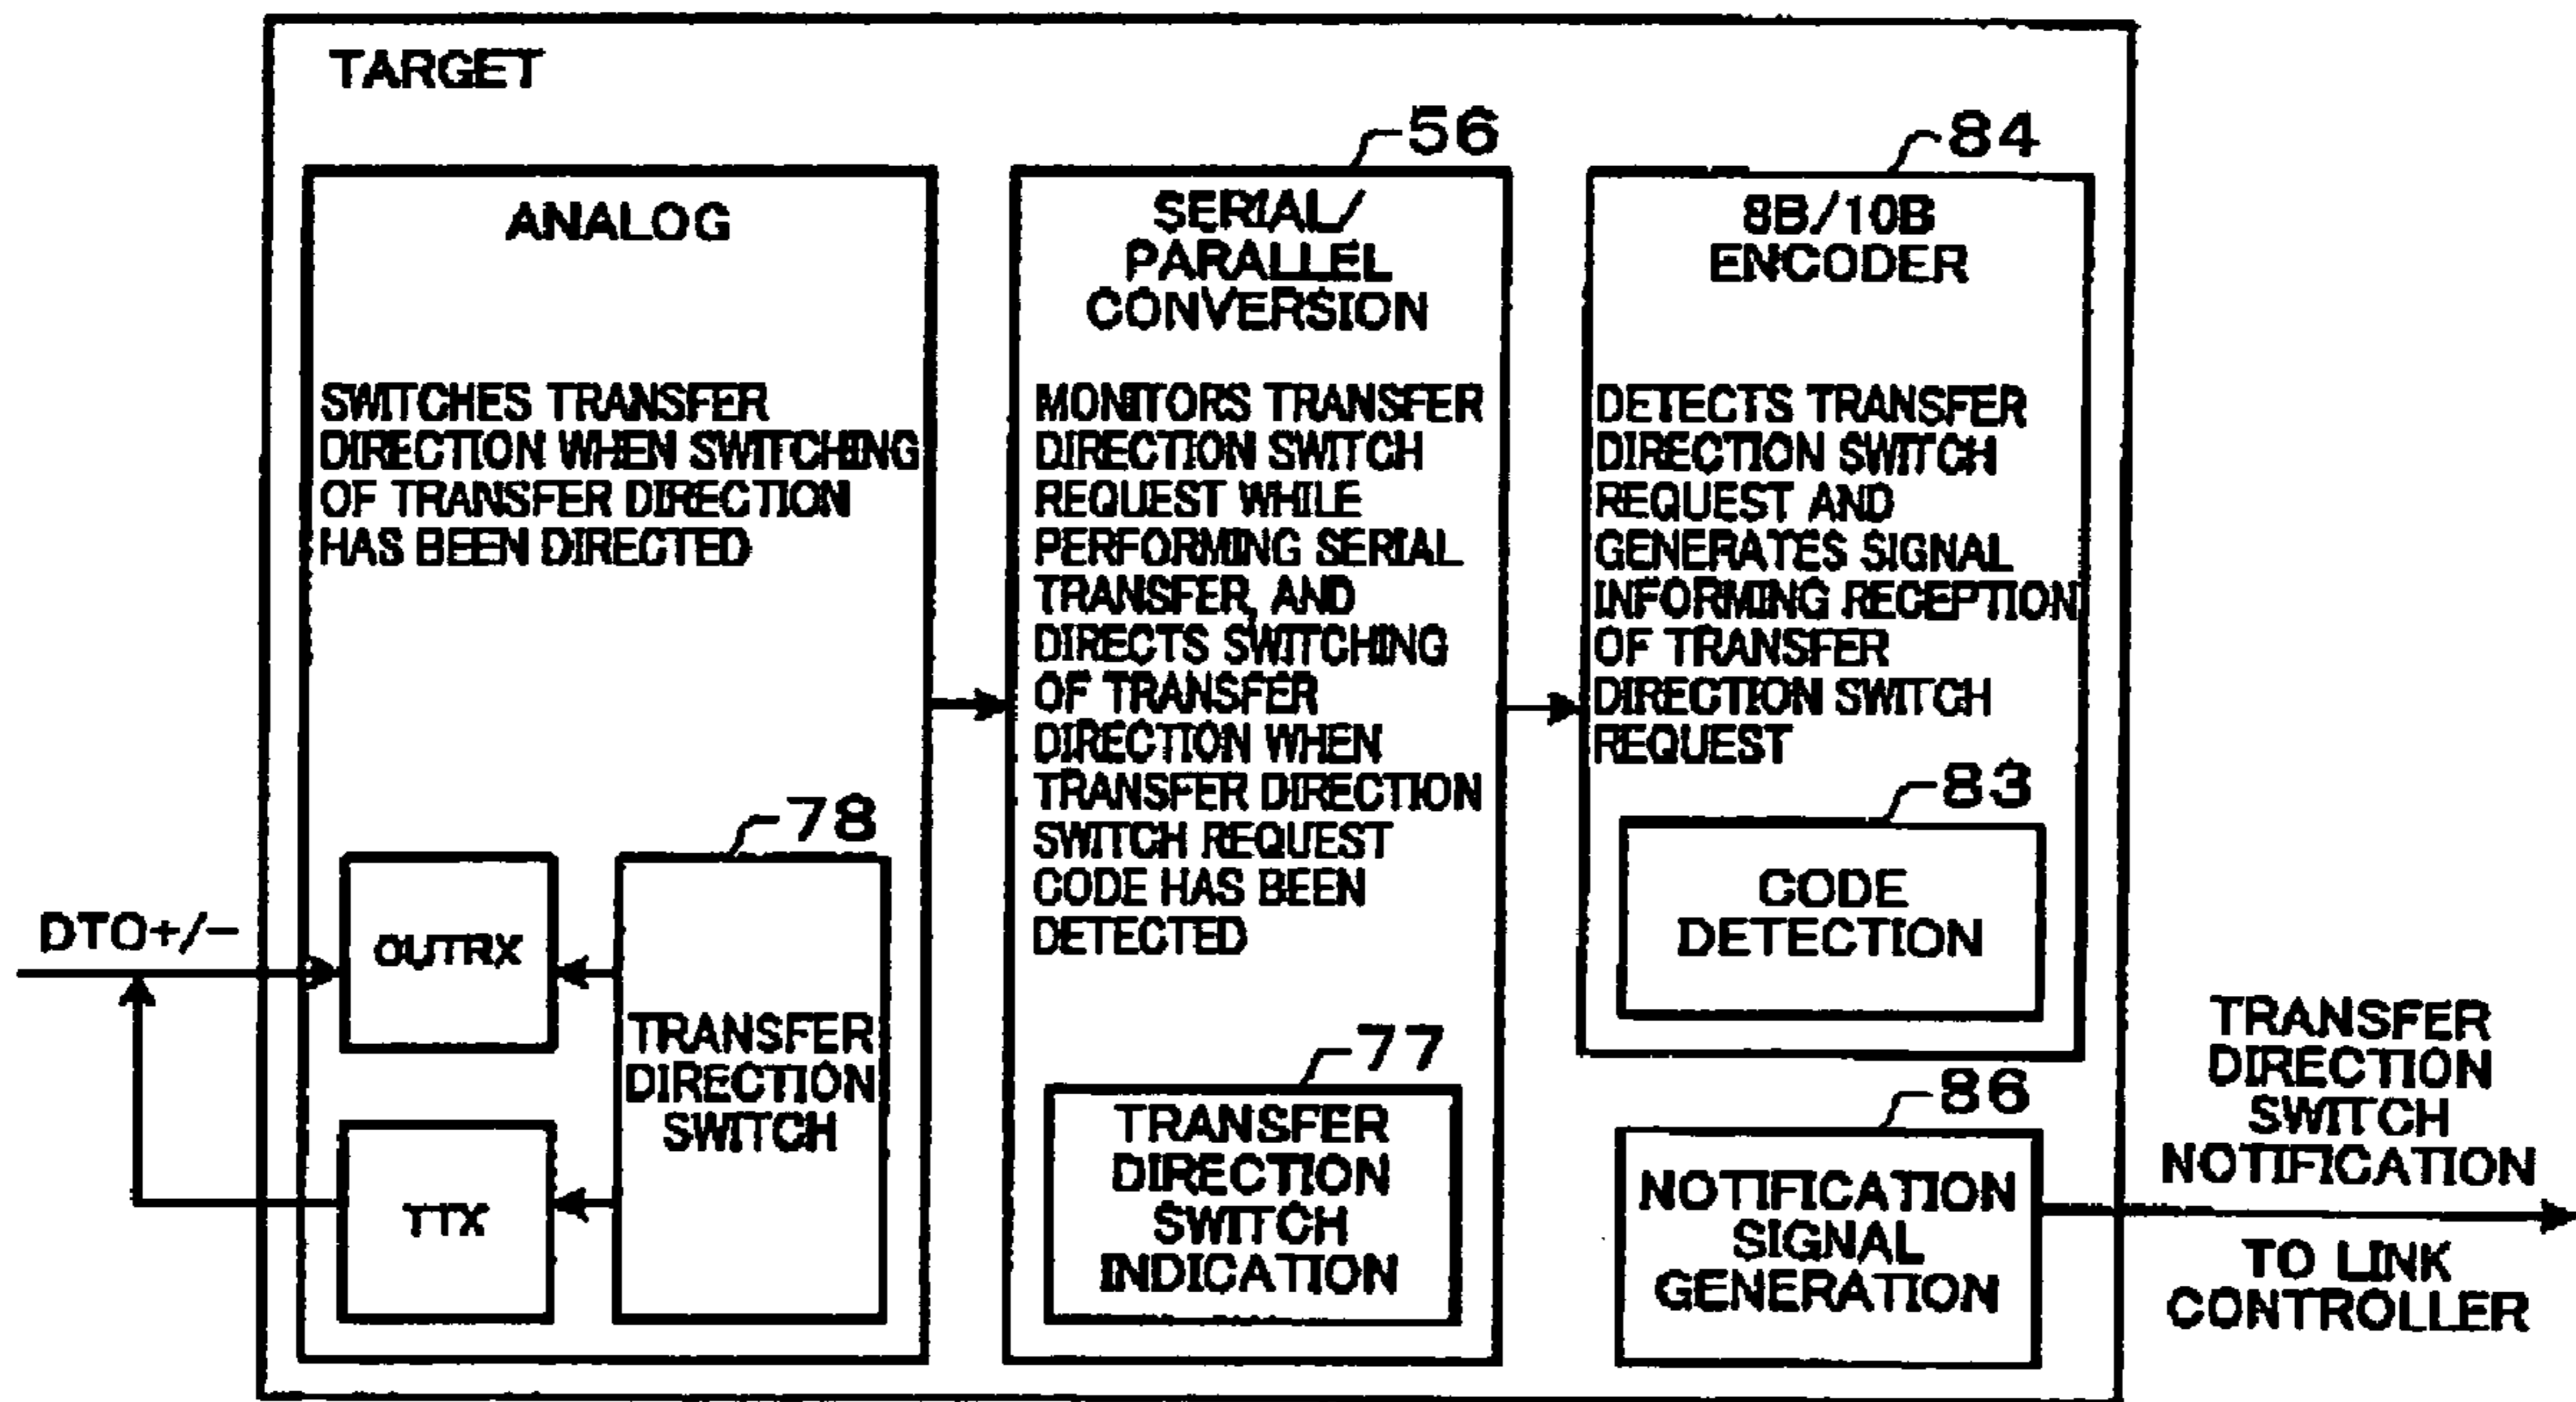 TARGET
ANALOG
SWITCHES TRANSFER
DIRECTION WHEN SWITCHING
OF TRANSFER DIRECTION
HAS BEEN DIRECTED
78
OUTRX
TTX
TRANSFER
DIRECTION
SWITCH
DTO+/-
56
SERIAL/
PARALLEL
CONVERSION
MONITORS TRANSFER
DIRECTION SWITCH
REQUEST WHILE
PERFORMING SERIAL
TRANSFER, AND
DIRECTS SWITCHING
OF TRANSFER
DIRECTION WHEN
TRANSFER DIRECTION
SWITCH REQUEST
CODE HAS BEEN
DETECTED
77
TRANSFER
DIRECTION
SWITCH
INDICATION
84
8B/10B
ENCODER
DETECTS TRANSFER
DIRECTION SWITCH
REQUEST AND
GENERATES SIGNAL
INFORMING RECEPTION
OF TRANSFER
DIRECTION SWITCH
REQUEST
83
CODE
DETECTION
86
NOTIFICATION
SIGNAL
GENERATION
TRANSFER
DIRECTION
SWITCH
NOTIFICATION
TO LINK
CONTROLLER